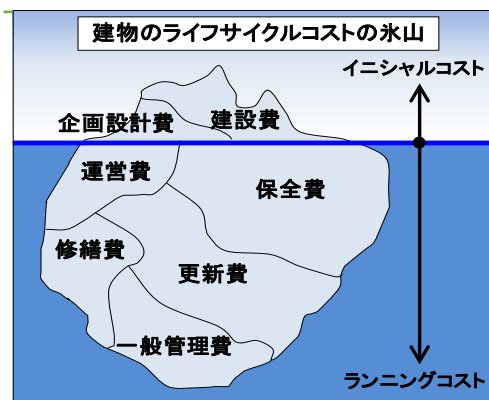 建物のライフサイクルコストの氷山
イニシャルコスト
企画設計費
建設費
運営費
保全費
修繕費
更新費
一般管理費
ランニングコスト